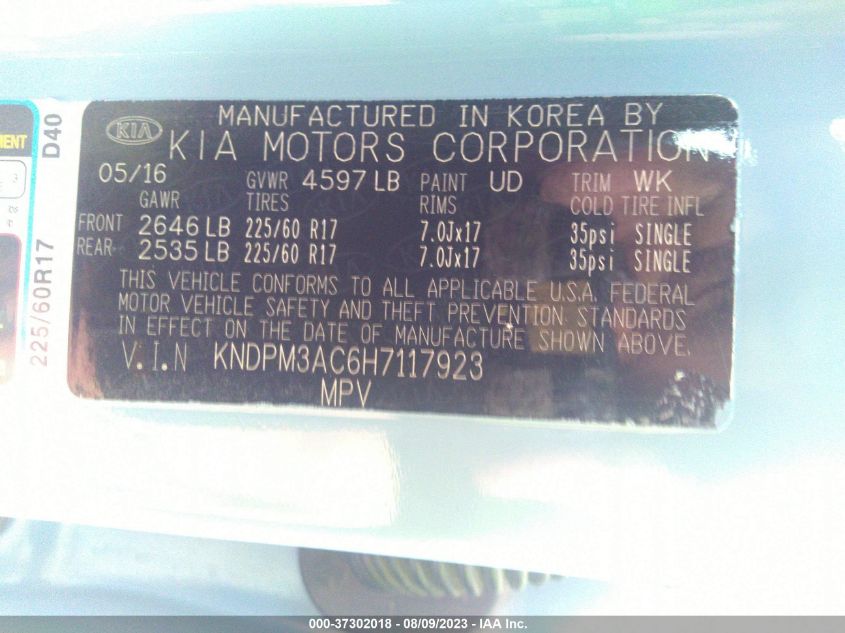 MANUFACTURED IN KOREA BY
KIA
KIA MOTORS CORPORATION
05/16 GVWR 4597 LB PAINT UD TRIM WK
GAWR TIRES RIMS COLD TIRE INFL
FRONT 2646 LB 225/60 R17 7.0Jx17 35psi SINGLE
REAR 2535 LB 225/60 R17 7.0Jx17 35psi SINGLE
THIS VEHICLE CONFORMS TO ALL APPLICABLE U.S.A. FEDERAL
MOTOR VEHICLE SAFETY AND THEFT PREVENTION STANDARDS
IN EFFECT ON THE DATE OF MANUFACTURE SHOWN ABOVE.
V.I.N KNDPM3AC6H7117923
MPV
225/60R17 D40
000-37302018 - 08/09/2023 - IAA Inc.